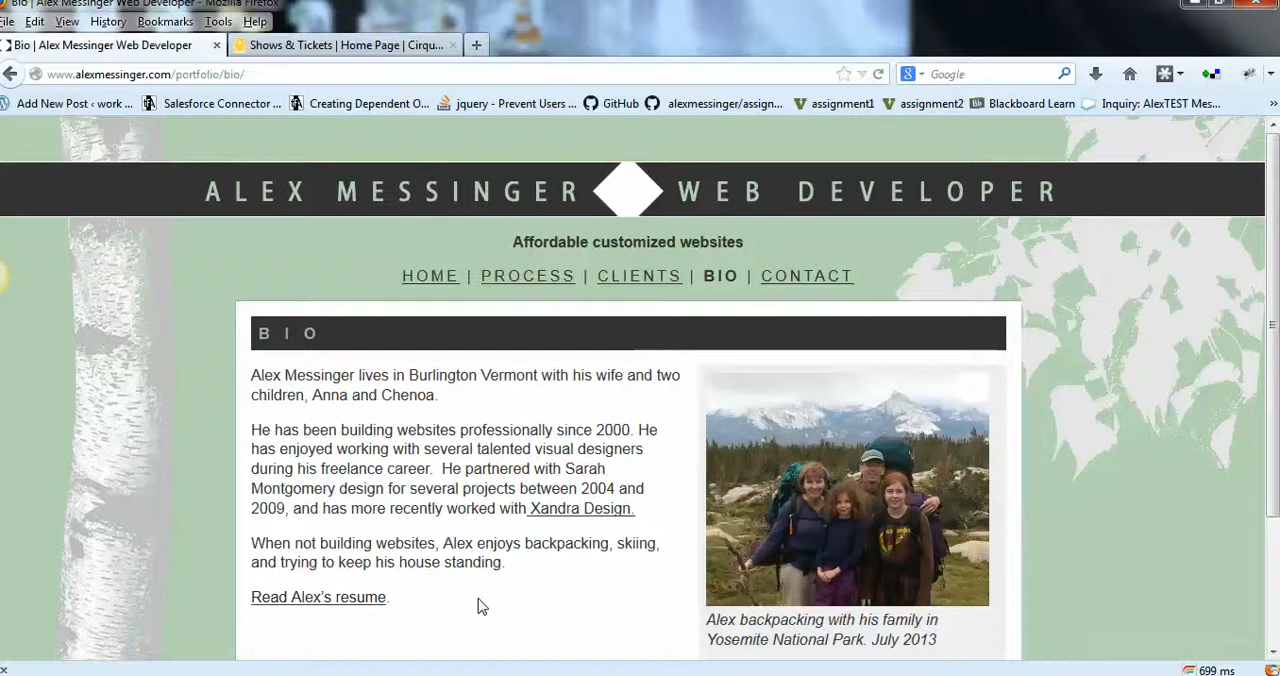 Bio | Alex Messinger Web Developer - Mozilla Firefox
File Edit View History Bookmarks Tools Help
Bio | Alex Messinger Web Developer × Shows & Tickets | Home Page | Cirqu... × +
www.alexmessinger.com/portfolio/bio/ Google
Add New Post ‹ work ... Salesforce Connector ... Creating Dependent O... jquery - Prevent Users ... GitHub alexmessinger/assign... assignment1 assignment2 Bb Blackboard Learn Inquiry: AlexTEST Mes... »
ALEX MESSINGER WEB DEVELOPER
Affordable customized websites
HOME | PROCESS | CLIENTS | BIO | CONTACT
BIO
Alex Messinger lives in Burlington Vermont with his wife and two
children, Anna and Chenoa.
He has been building websites professionally since 2000. He
has enjoyed working with several talented visual designers
during his freelance career. He partnered with Sarah
Montgomery design for several projects between 2004 and
2009, and has more recently worked with Xandra Design.
When not building websites, Alex enjoys backpacking, skiing,
and trying to keep his house standing.
Read Alex's resume.
Alex backpacking with his family in
Yosemite National Park. July 2013
× 699 ms